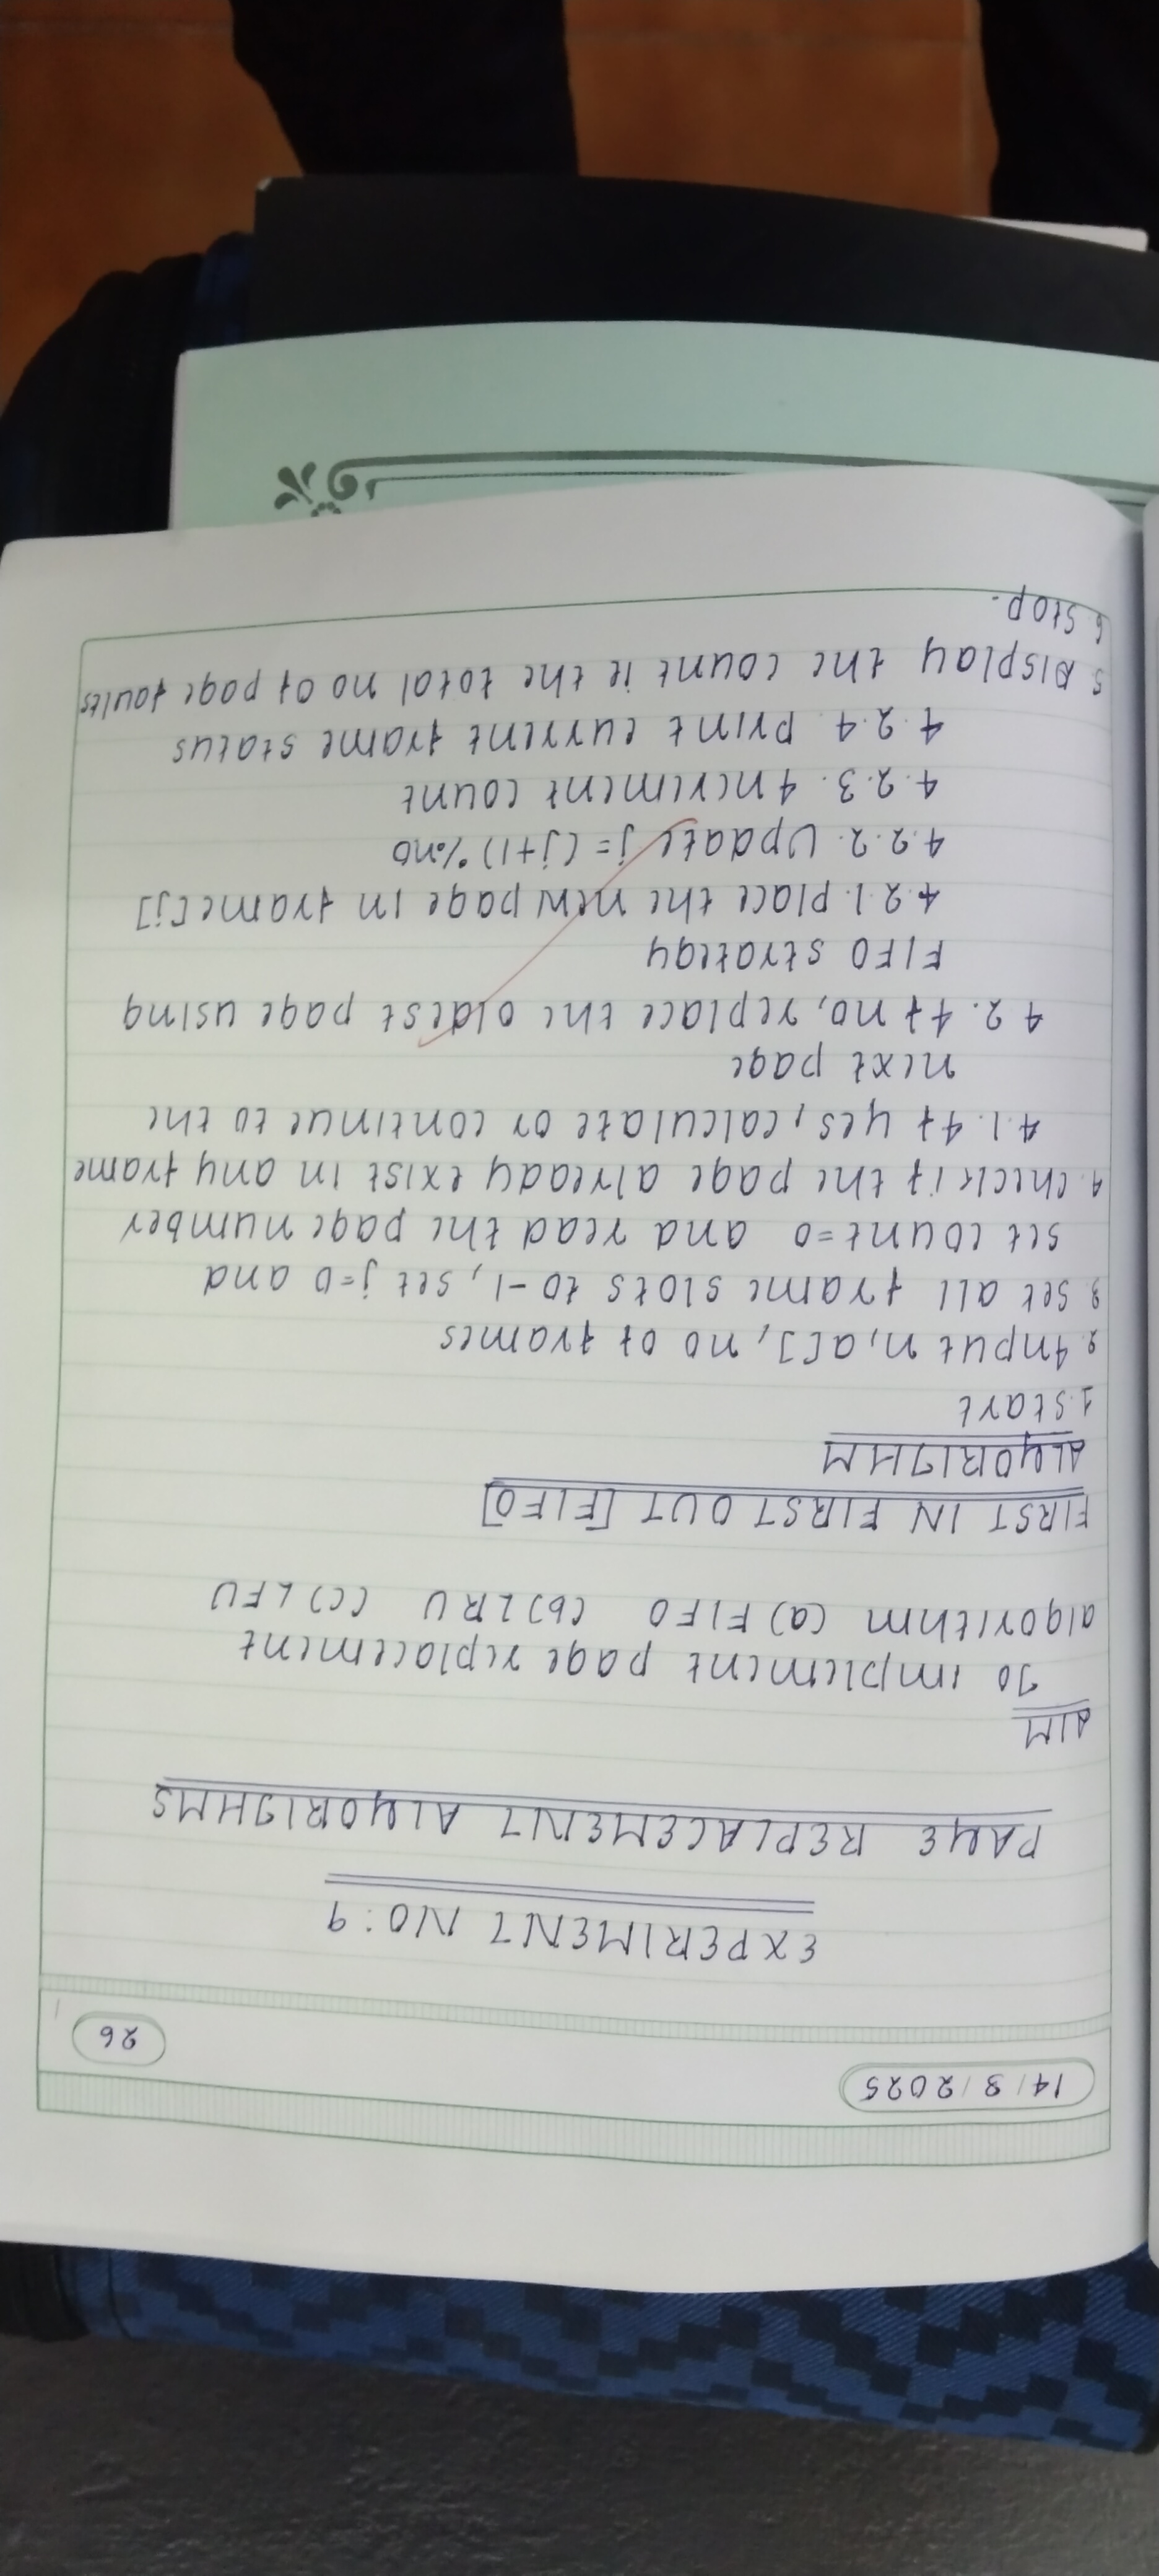 14/3/2025
26
EXPERIMENT NO: 9
PAGE REPLACEMENT ALGORITHMS
AIM
To implement page replacement
algorithm (a) FIFO (b) LRU (c) LFU
FIRST IN FIRST OUT [FIFO]
ALGORITHM
1. Start
2. Input n, a[], no of frames
3. Set all frame slots to -1, set j=0 and
set count=0 and read the page number
4. Check if the page already exist in any frame
4.1. If yes, calculate or continue to the
next page
4 2. If no, replace the oldest page using
FIFO strategy
4.2 1. Place the new page in frame[j]
4.2.2. Update j=(j+1)%no
4.2.3. Increment count
4.2.4 Print current frame status
5. Display the count ie the total no of page faults
6. Stop.